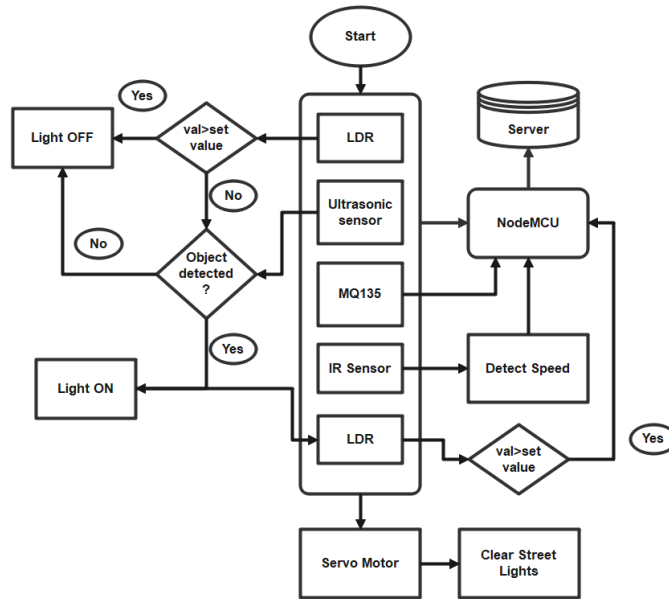 Start
Yes
Light OFF
val>set
value
LDR
Server
No
Ultrasonic
sensor
NodeMCU
No
Object
detected
?
MQ135
Yes
IR Sensor
Detect Speed
Light ON
LDR
val>set
value
Yes
Servo Motor
Clear Street
Lights